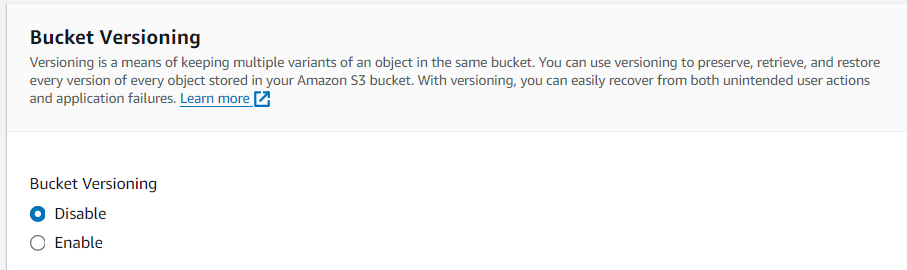 Bucket Versioning
Versioning is a means of keeping multiple variants of an object in the same bucket. You can use versioning to preserve, retrieve, and restore
every version of every object stored in your Amazon S3 bucket. With versioning, you can easily recover from both unintended user actions
and application failures. Learn more
Bucket Versioning
Disable
Enable